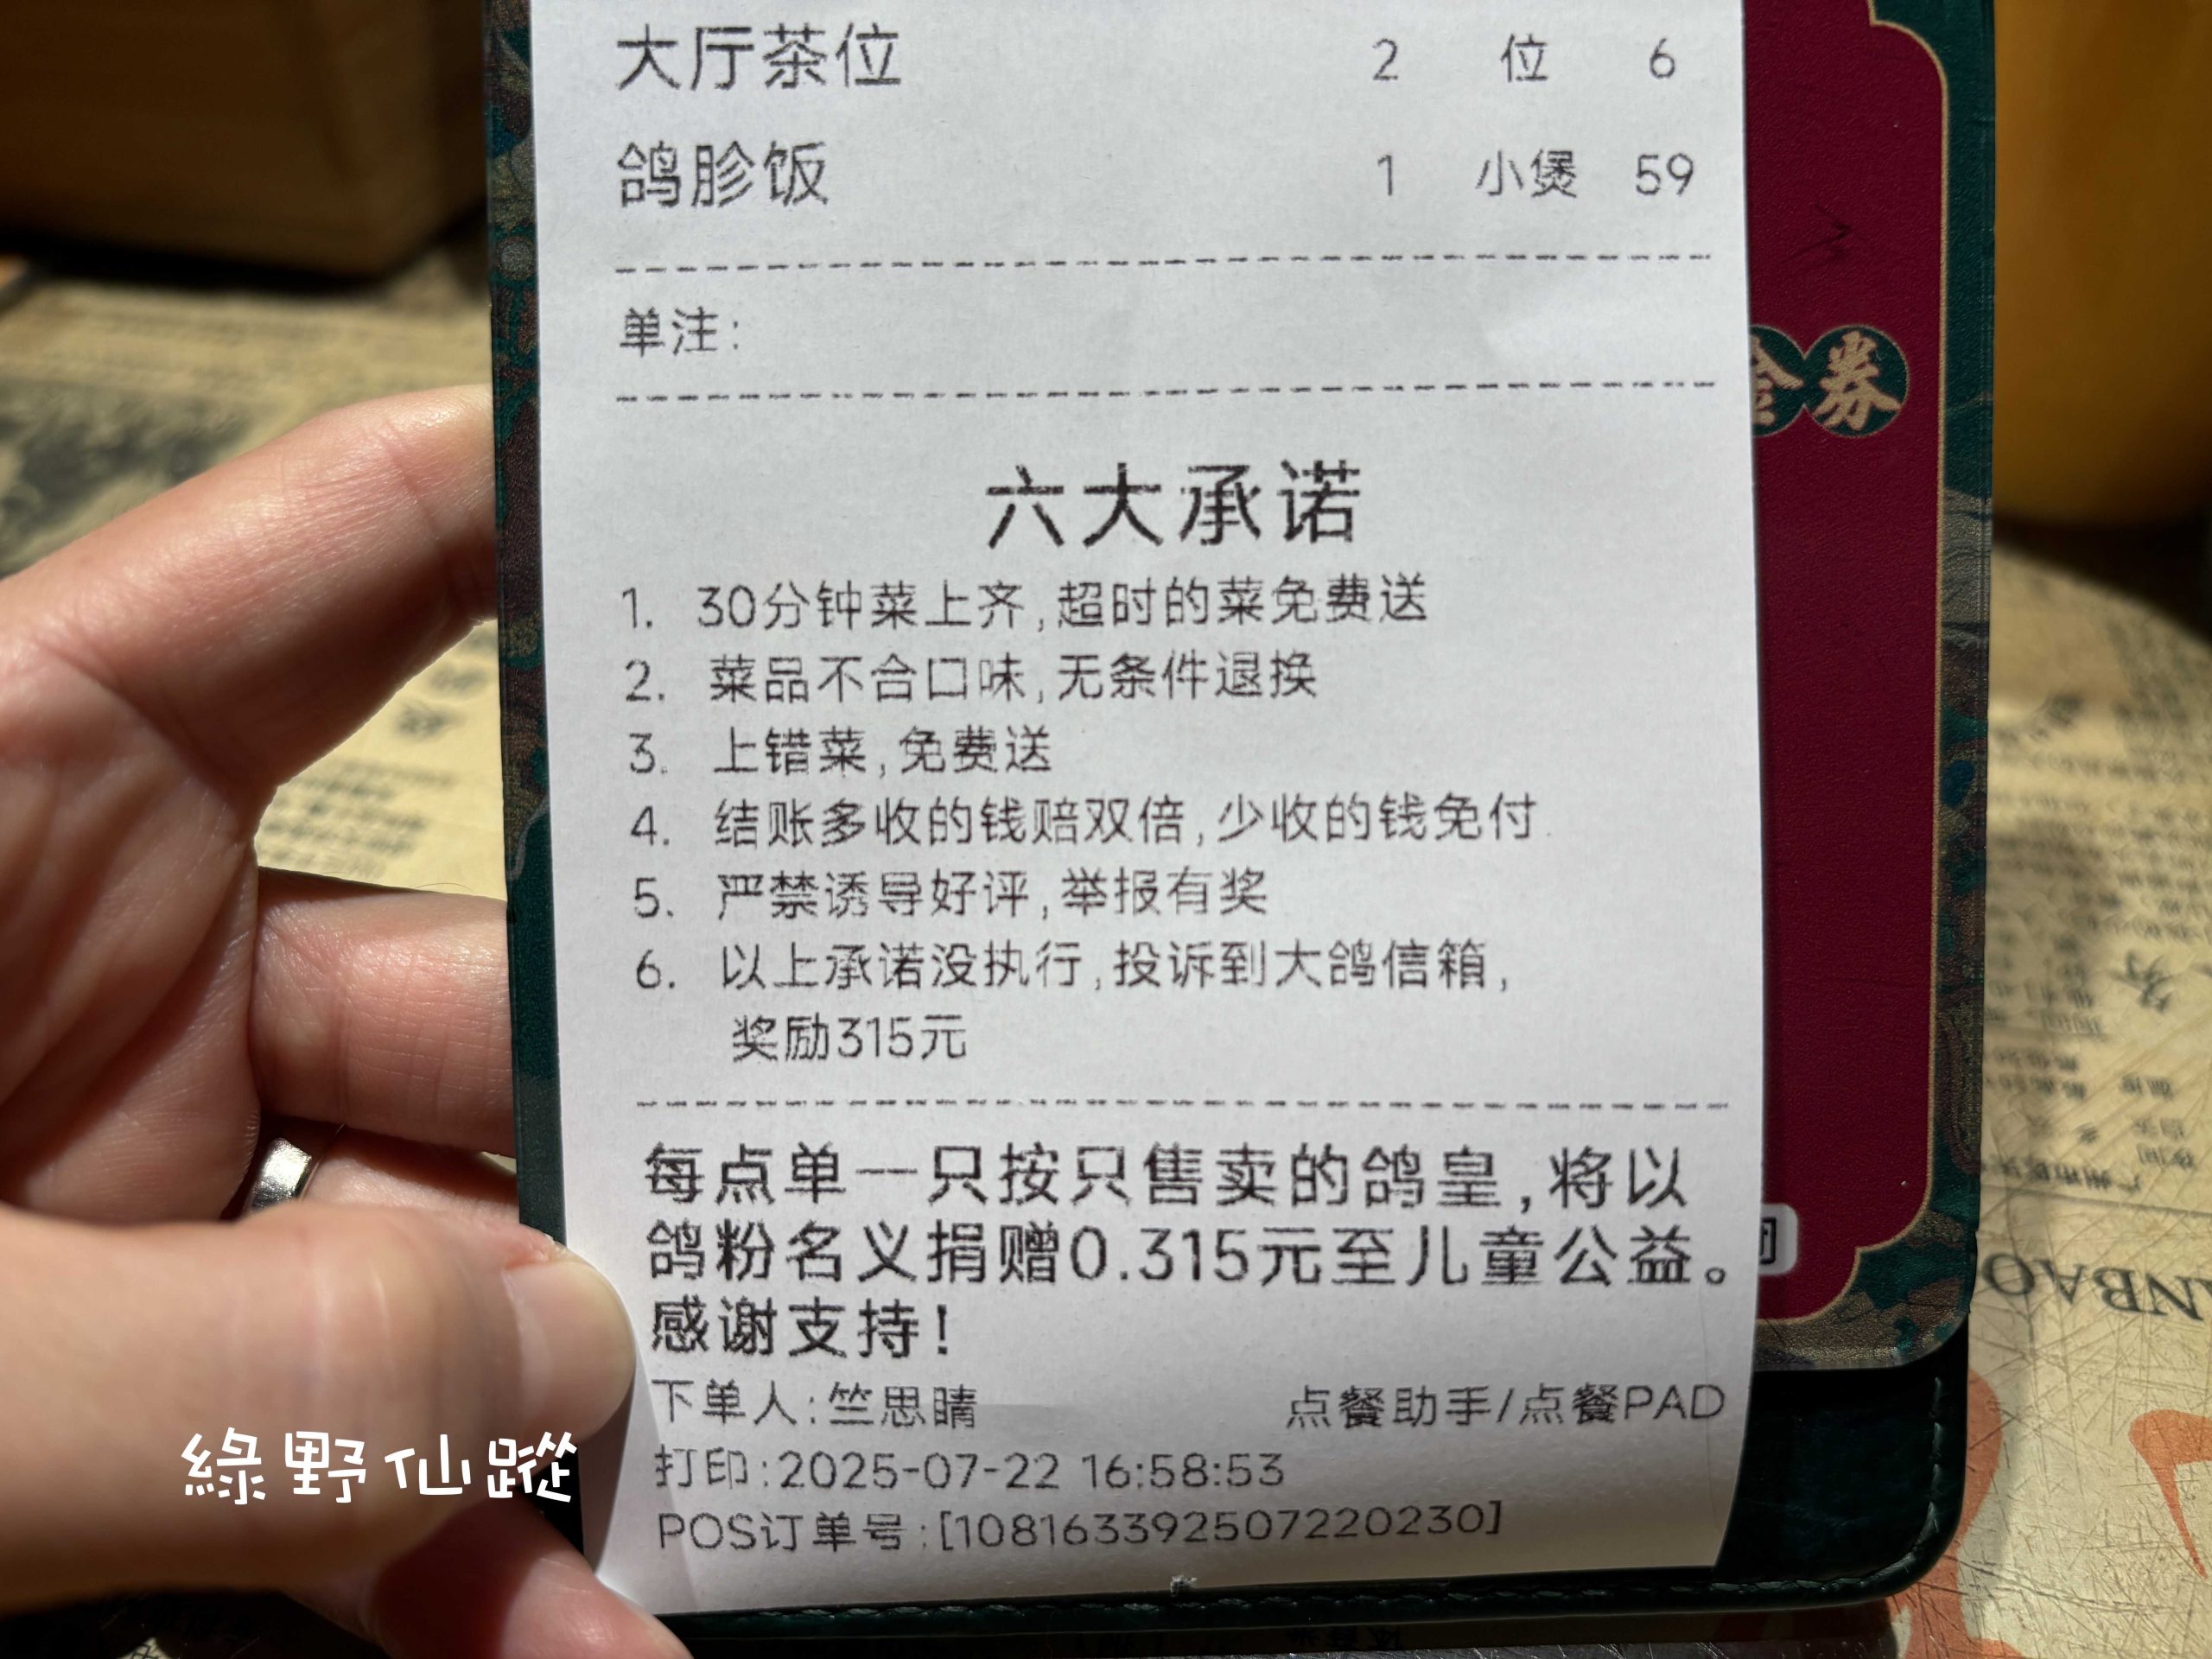 大厅茶位 2 位 6
鸽胗饭 1 小煲 59
单注:
六大承诺
1. 30分钟菜上齐,超时的菜免费送
2. 菜品不合口味,无条件退换
3. 上错菜,免费送
4. 结账多收的钱赔双倍,少收的钱免付
5. 严禁诱导好评,举报有奖
6. 以上承诺没执行,投诉到大鸽信箱,
奖励315元
每点单一只按只售卖的鸽皇,将以
鸽粉名义捐赠0.315元至儿童公益。
感谢支持!
下单人:竺思晴 点餐助手/点餐PAD
打印:2025-07-22 16:58:53
POS订单号:[108163392507220230]
金券
NBAO
綠野仙蹤